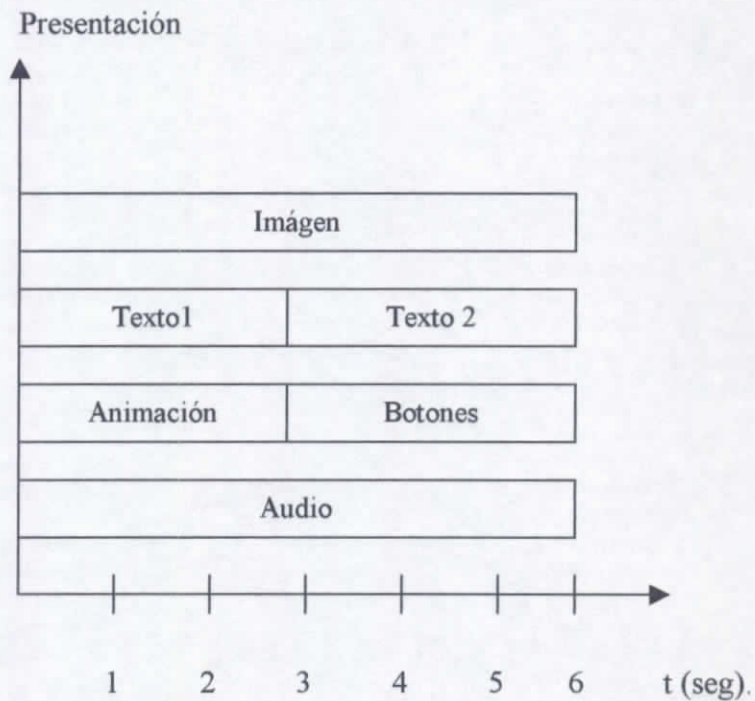 Presentación
Imágen
Texto1 Texto 2
Animación Botones
Audio
1 2 3 4 5 6 t (seg).